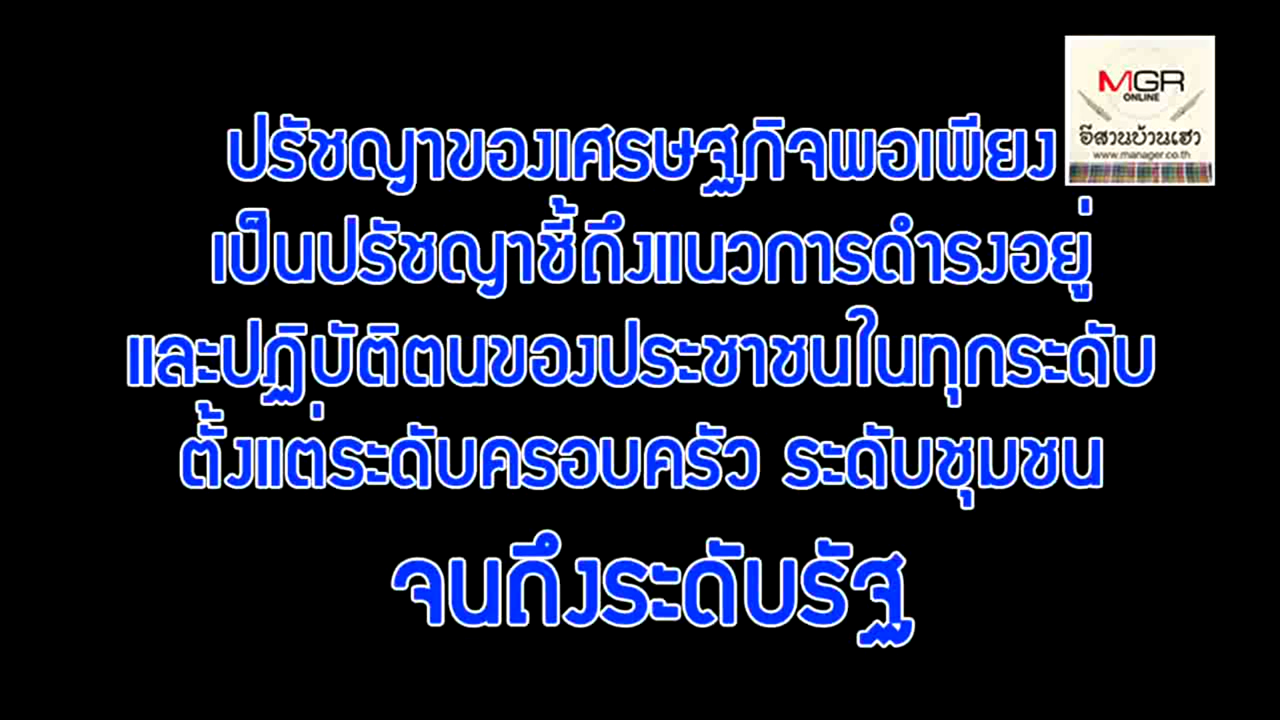 MGR
ONLINE
อีสานบ้านเฮา
www.manager.co.th
ปรัชญาของเศรษฐกิจพอเพียง
เป็นปรัชญาชี้ถึงแนวการดำรงอยู่
และปฏิบัติตนของประชาชนในทุกระดับ
ตั้งแต่ระดับครอบครัว ระดับชุมชน
จนถึงระดับรัฐ